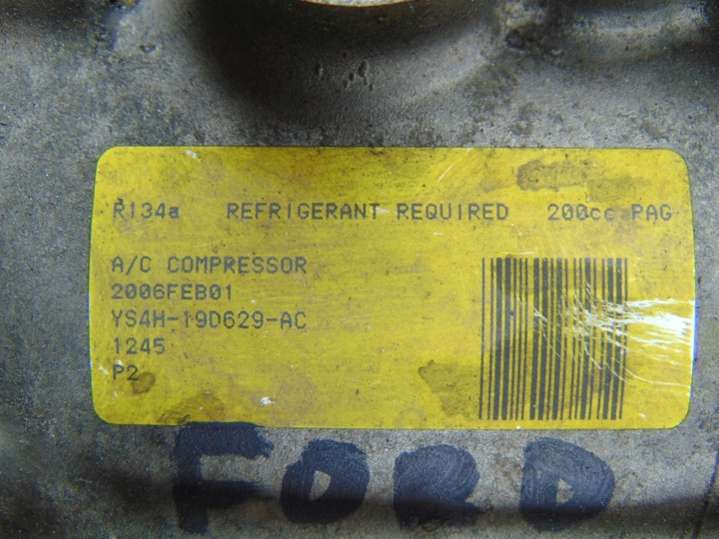 R134a REFRIGERANT REQUIRED 200cc PAG
A/C COMPRESSOR
2006FEB01
YS4H-19D629-AC
1245
P2
FORD